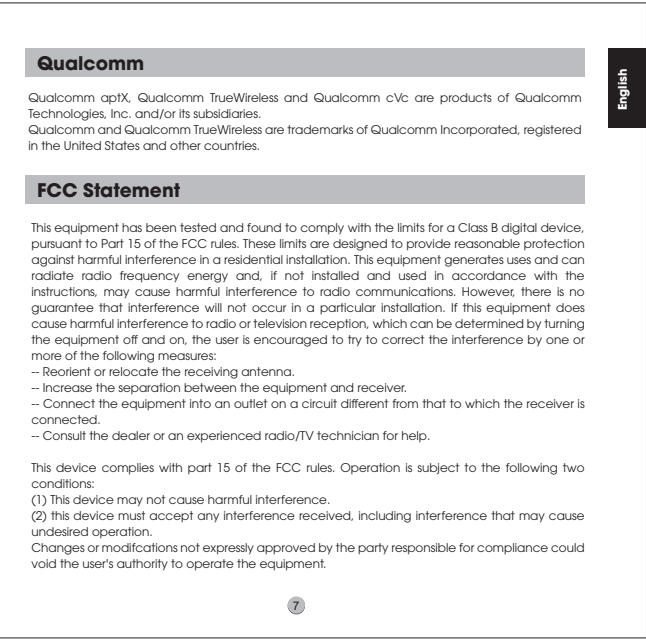 Qualcomm
English
Qualcomm aptX, Qualcomm TrueWireless and Qualcomm cVc are products of Qualcomm
Technologies, Inc. and/or its subsidiaries.
Qualcomm and Qualcomm TrueWireless are trademarks of Qualcomm Incorporated, registered
in the United States and other countries.
FCC Statement
This equipment has been tested and found to comply with the limits for a Class B digital device,
pursuant to Part 15 of the FCC rules. These limits are designed to provide reasonable protection
against harmful interference in a residential installation. This equipment generates uses and can
radiate radio frequency energy and, if not installed and used in accordance with the
instructions, may cause harmful interference to radio communications. However, there is no
guarantee that interference will not occur in a particular installation. If this equipment does
cause harmful interference to radio or television reception, which can be determined by turning
the equipment off and on, the user is encouraged to try to correct the interference by one or
more of the following measures:
-- Reorient or relocate the receiving antenna.
-- Increase the separation between the equipment and receiver.
-- Connect the equipment into an outlet on a circuit different from that to which the receiver is
connected.
-- Consult the dealer or an experienced radio/TV technician for help.
This device complies with part 15 of the FCC rules. Operation is subject to the following two
conditions:
(1) This device may not cause harmful interference.
(2) this device must accept any interference received, including interference that may cause
undesired operation.
Changes or modifcations not expressly approved by the party responsible for compliance could
void the user's authority to operate the equipment.
7